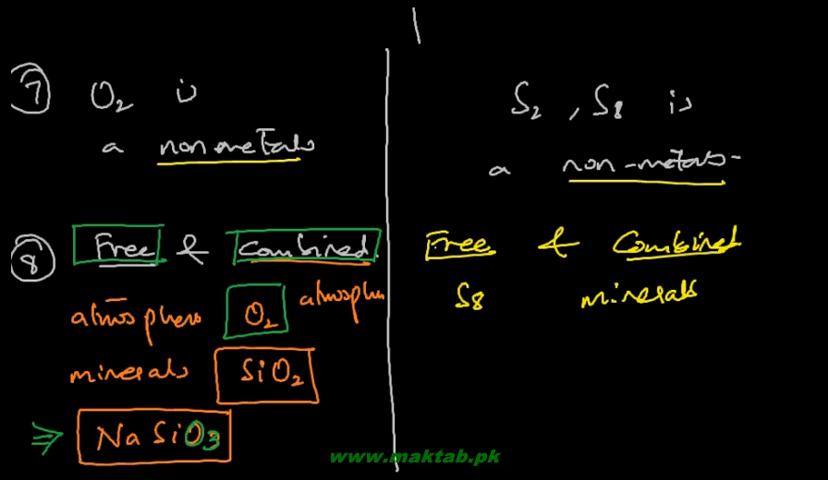 7 O2 is
a nonmetals
8 Free & Combined
atmosphere O2 atmosphe
minerals SiO2
⇒ NaSiO3
S2, S8 is
a non-metals-
Free & Combined
S8 minerals
www.maktab.pk